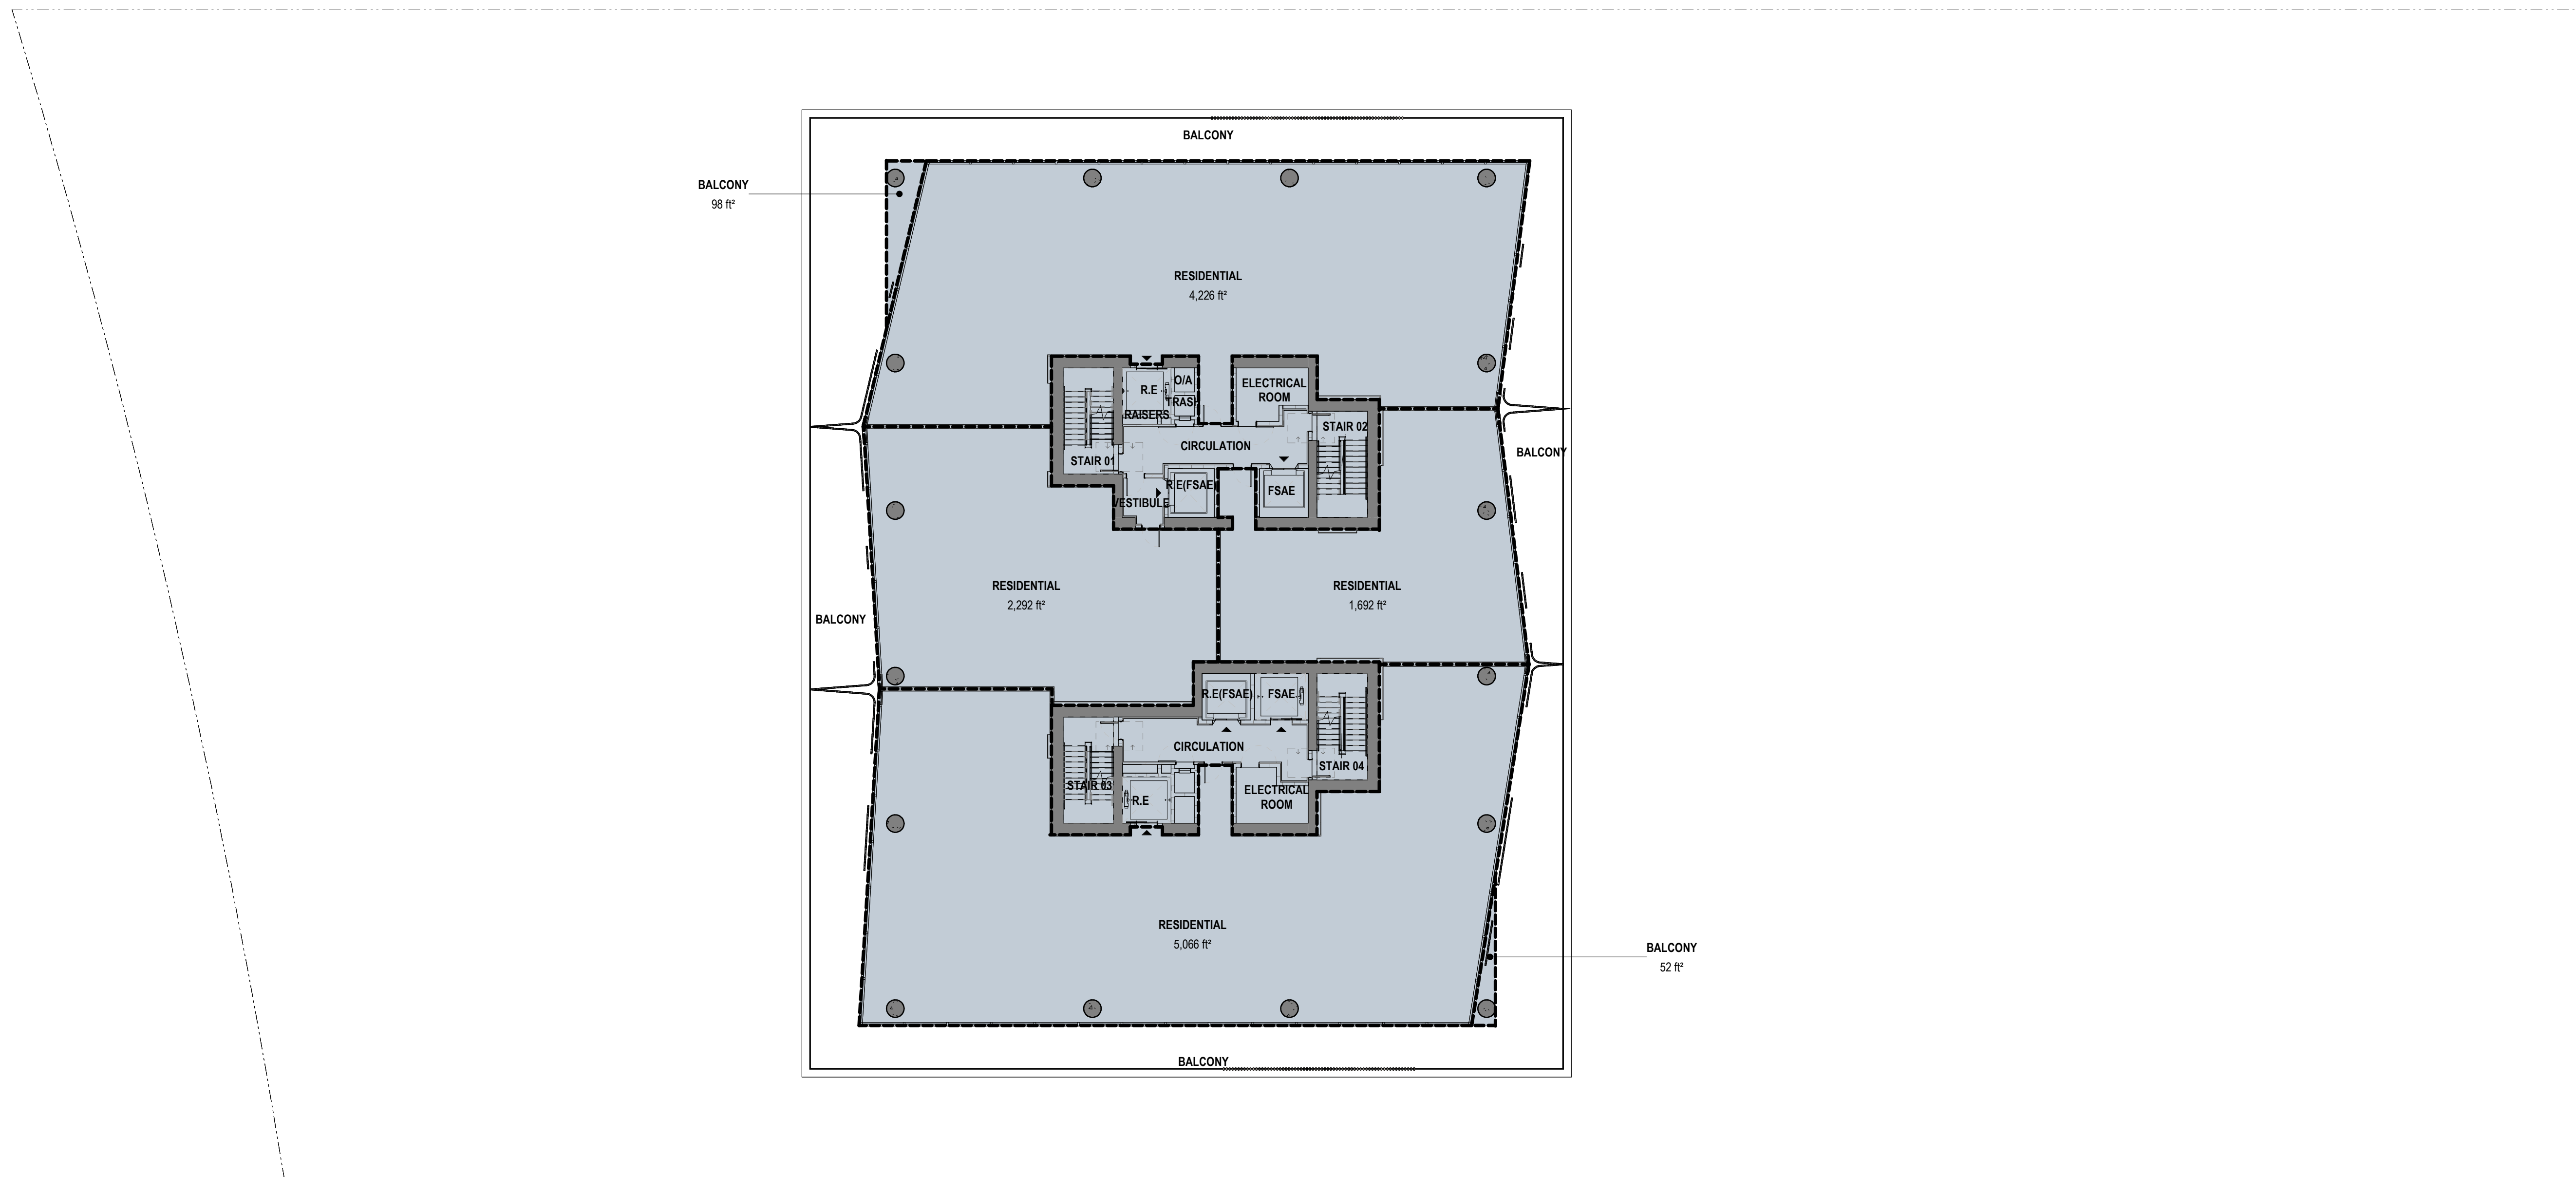 BALCONY
BALCONY
98 ft²
RESIDENTIAL
4,226 ft²
R.E
O/A
TRAS
RAISERS
ELECTRICAL
ROOM
STAIR 02
CIRCULATION
STAIR 01
R.E(FSAE)
FSAE
VESTIBULE
BALCONY
RESIDENTIAL
2,292 ft²
RESIDENTIAL
1,692 ft²
BALCONY
R.E(FSAE)
FSAE
CIRCULATION
STAIR 04
STAIR 03
R.E
ELECTRICAL
ROOM
RESIDENTIAL
5,066 ft²
BALCONY
52 ft²
BALCONY